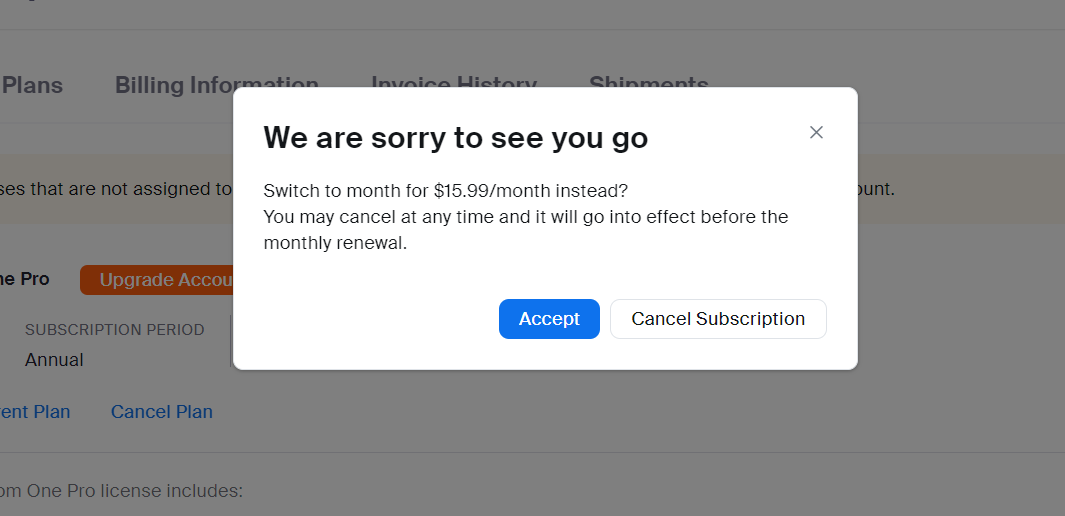 Plans Billing Information Invoice History Shipments
We are sorry to see you go
ses that are not assigned to
ount.
Switch to month for $15.99/month instead?
You may cancel at any time and it will go into effect before the
monthly renewal.
ne Pro Upgrade Accou
SUBSCRIPTION PERIOD
Accept Cancel Subscription
Annual
rent Plan Cancel Plan
om One Pro license includes: